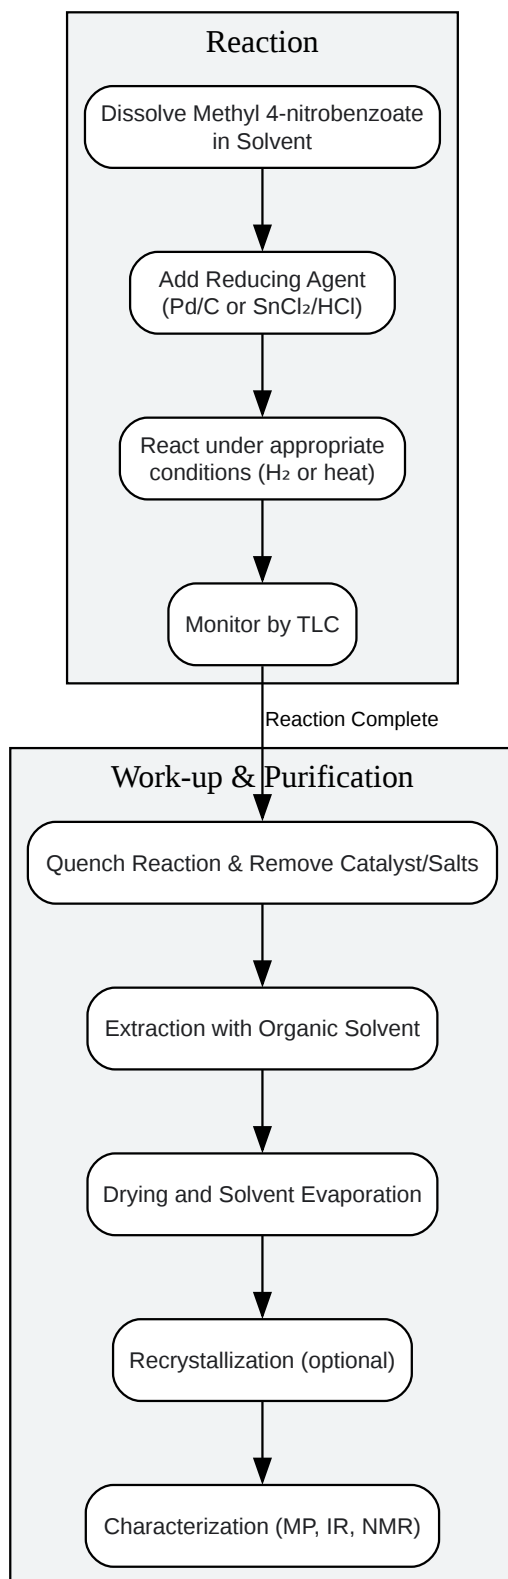 Reaction
Dissolve Methyl 4-nitrobenzoate
in Solvent
Add Reducing Agent
(Pd/C or SnCl₂/HCl)
React under appropriate
conditions (H₂ or heat)
Monitor by TLC
Reaction Complete
Work-up & Purification
Quench Reaction & Remove Catalyst/Salts
Extraction with Organic Solvent
Drying and Solvent Evaporation
Recrystallization (optional)
Characterization (MP, IR, NMR)